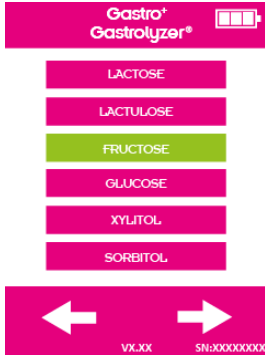 Gastro⁺
Gastrolyzer®
LACTOSE
LACTULOSE
FRUCTOSE
GLUCOSE
XYLITOL
SORBITOL
VX.XX SN:XXXXXXXX